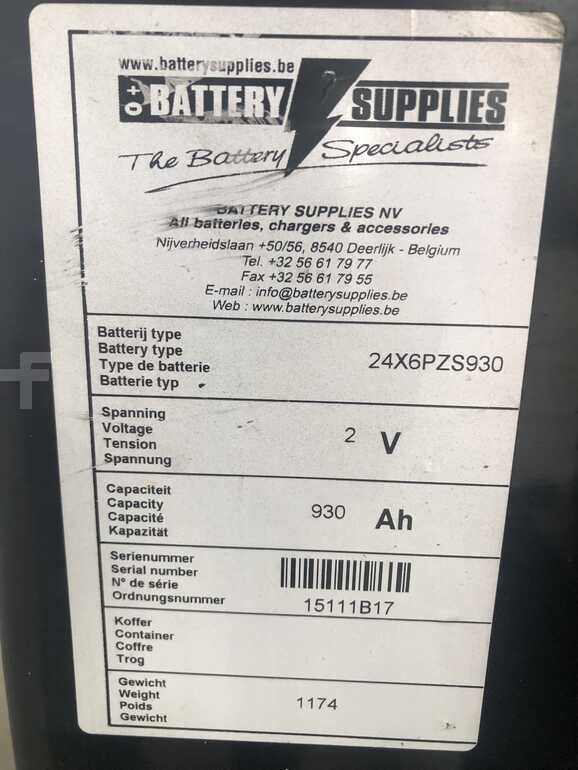 www.batterysupplies.be
BATTERY SUPPLIES
The Battery Specialists
BATTERY SUPPLIES NV
All batteries, chargers & accessories
Nijverheidslaan +50/56, 8540 Deerlijk - Belgium
Tel. +32 56 61 79 77
Fax +32 56 61 79 55
E-mail : info@batterysupplies.be
Web : www.batterysupplies.be
Batterij type
Battery type
Type de batterie
Batterie typ
24X6PZS930
Spanning
Voltage
Tension
Spannung
2 V
Capaciteit
Capacity
Capacité
Kapazität
930 Ah
Serienummer
Serial number
N° de série
Ordnungsnummer
15111B17
Koffer
Container
Coffre
Trog
Gewicht
Weight
Poids
Gewicht
1174